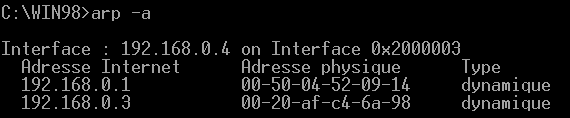 C:\WIN98>arp -a
Interface : 192.168.0.4 on Interface 0x2000003
Adresse Internet Adresse physique Type
192.168.0.1 00-50-04-52-09-14 dynamique
192.168.0.3 00-20-af-c4-6a-98 dynamique